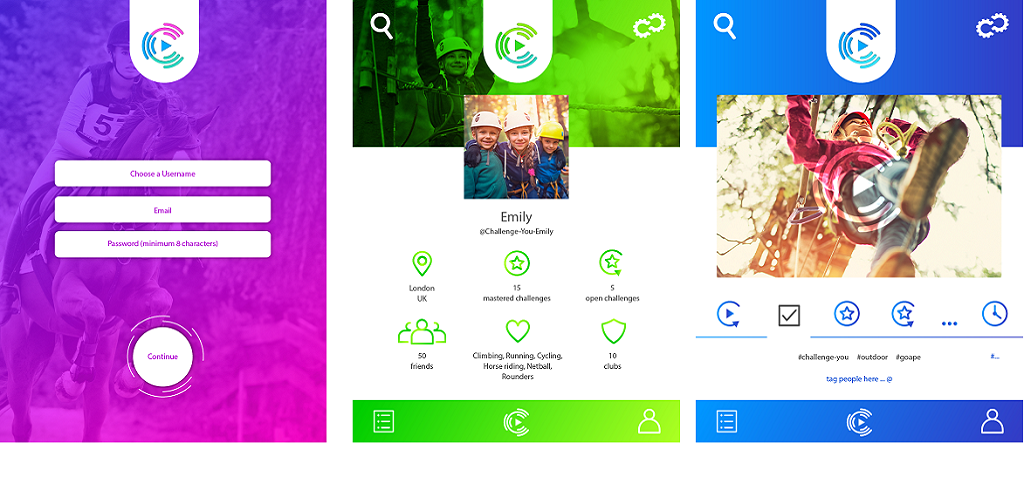 5
Choose a Username
Email
Password (minimum 8 characters)
Continue
Emily
@Challenge-You-Emily
London
UK
15
mastered challenges
5
open challenges
50
friends
Climbing, Running, Cycling,
Horse riding, Netball,
Rounders
10
clubs
#challenge-you #outdoor #goape
#...
tag people here ... @